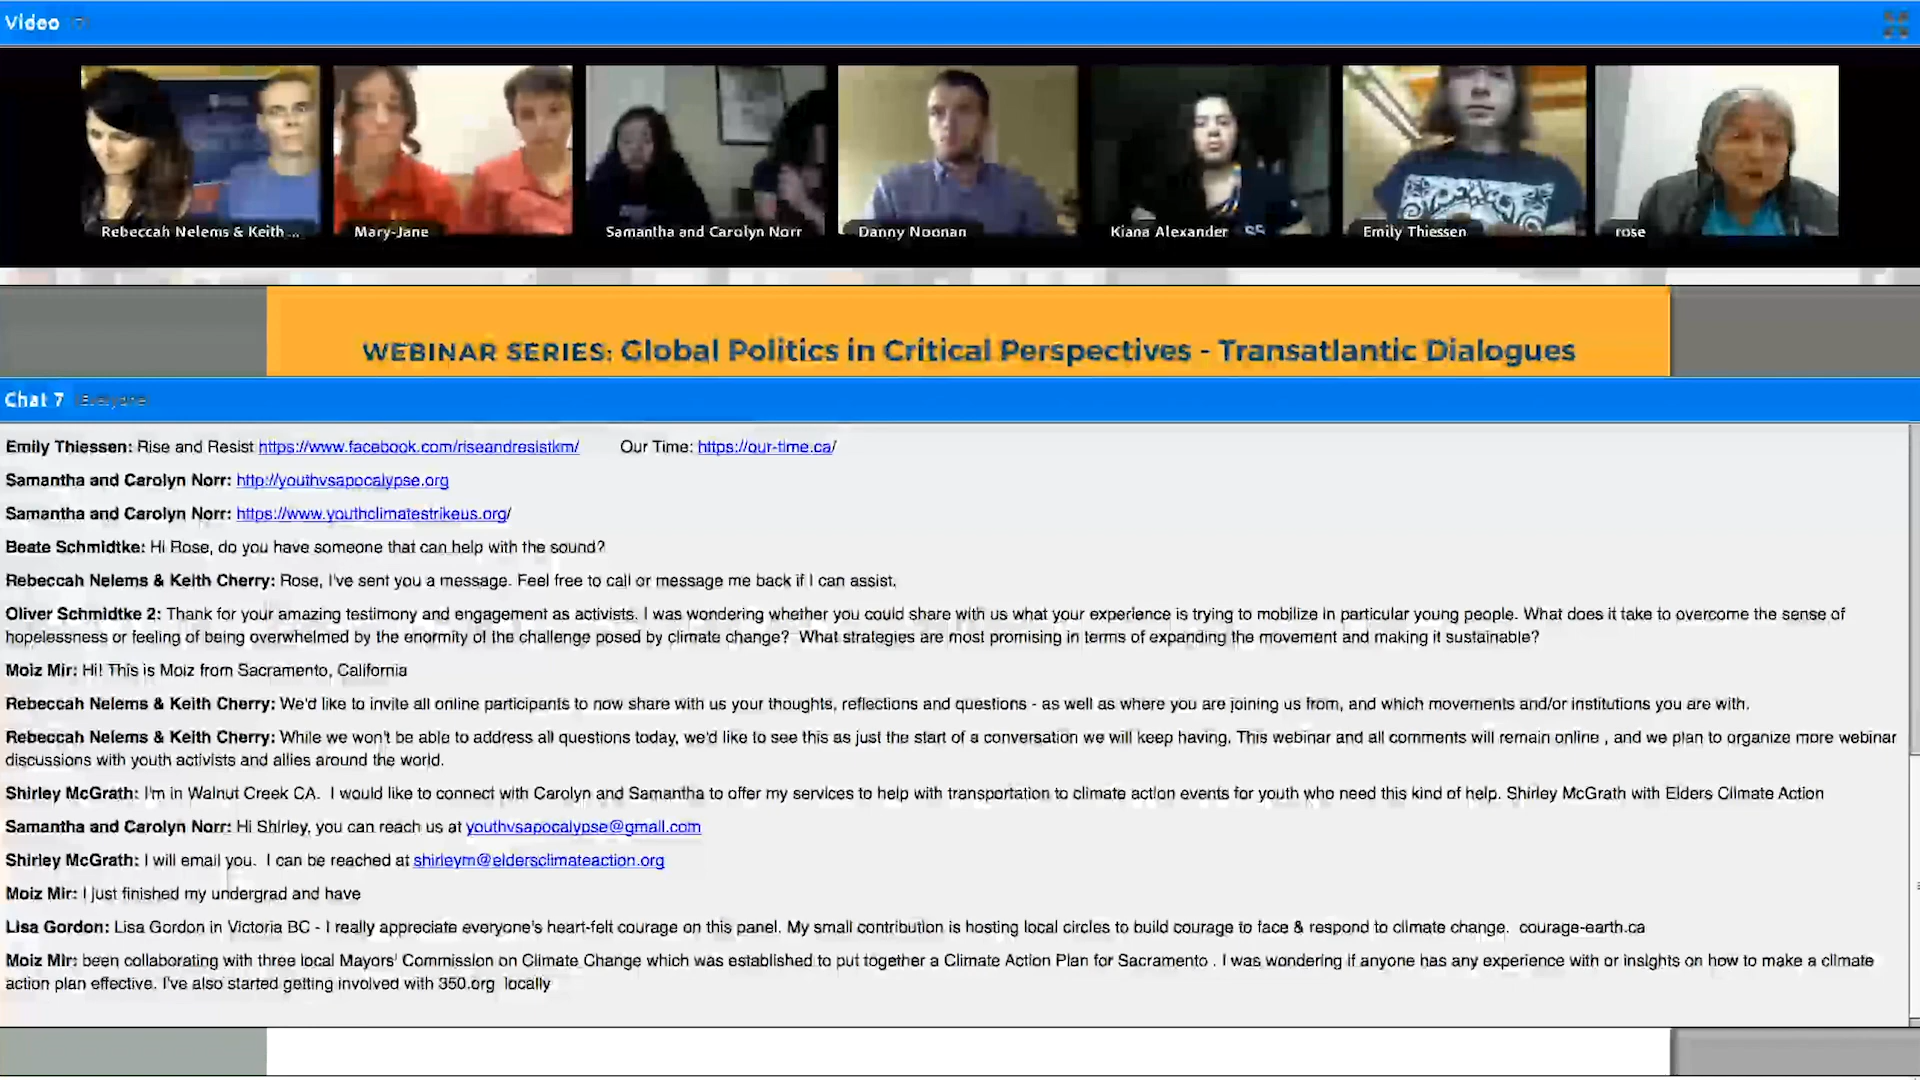 Video (7)
Rebeccah Nelems & Keith ...
Mary-Jane
Samantha and Carolyn Norr
Danny Noonan
Kiana Alexander
Emily Thiessen
rose
WEBINAR SERIES: Global Politics in Critical Perspectives - Transatlantic Dialogues
Chat 7 (Everyone)
Emily Thiessen: Rise and Resist https://www.facebook.com/riseandresistkm/ Our Time: https://our-time.ca/
Samantha and Carolyn Norr: http://youthvsapocalypse.org
Samantha and Carolyn Norr: https://www.youthclimatestrikeus.org/
Beate Schmidtke: Hi Rose, do you have someone that can help with the sound?
Rebeccah Nelems & Keith Cherry: Rose, I've sent you a message. Feel free to call or message me back if I can assist.
Oliver Schmidtke 2: Thank for your amazing testimony and engagement as activists. I was wondering whether you could share with us what your experience is trying to mobilize in particular young people. What does it take to overcome the sense of
hopelessness or feeling of being overwhelmed by the enormity of the challenge posed by climate change? What strategies are most promising in terms of expanding the movement and making it sustainable?
Moiz Mir: Hi! This is Moiz from Sacramento, California
Rebeccah Nelems & Keith Cherry: We'd like to invite all online participants to now share with us your thoughts, reflections and questions - as well as where you are joining us from, and which movements and/or institutions you are with.
Rebeccah Nelems & Keith Cherry: While we won't be able to address all questions today, we'd like to see this as just the start of a conversation we will keep having. This webinar and all comments will remain online , and we plan to organize more webinar
discussions with youth activists and allies around the world.
Shirley McGrath: I'm in Walnut Creek CA. I would like to connect with Carolyn and Samantha to offer my services to help with transportation to climate action events for youth who need this kind of help. Shirley McGrath with Elders Climate Action
Samantha and Carolyn Norr: Hi Shirley, you can reach us at youthvsapocalypse@gmail.com
Shirley McGrath: I will email you. I can be reached at shirleym@eldersclimateaction.org
Moiz Mir: I just finished my undergrad and have
Lisa Gordon: Lisa Gordon in Victoria BC - I really appreciate everyone's heart-felt courage on this panel. My small contribution is hosting local circles to build courage to face & respond to climate change. courage-earth.ca
Moiz Mir: been collaborating with three local Mayors' Commission on Climate Change which was established to put together a Climate Action Plan for Sacramento . I was wondering if anyone has any experience with or insights on how to make a climate
action plan effective. I've also started getting involved with 350.org locally